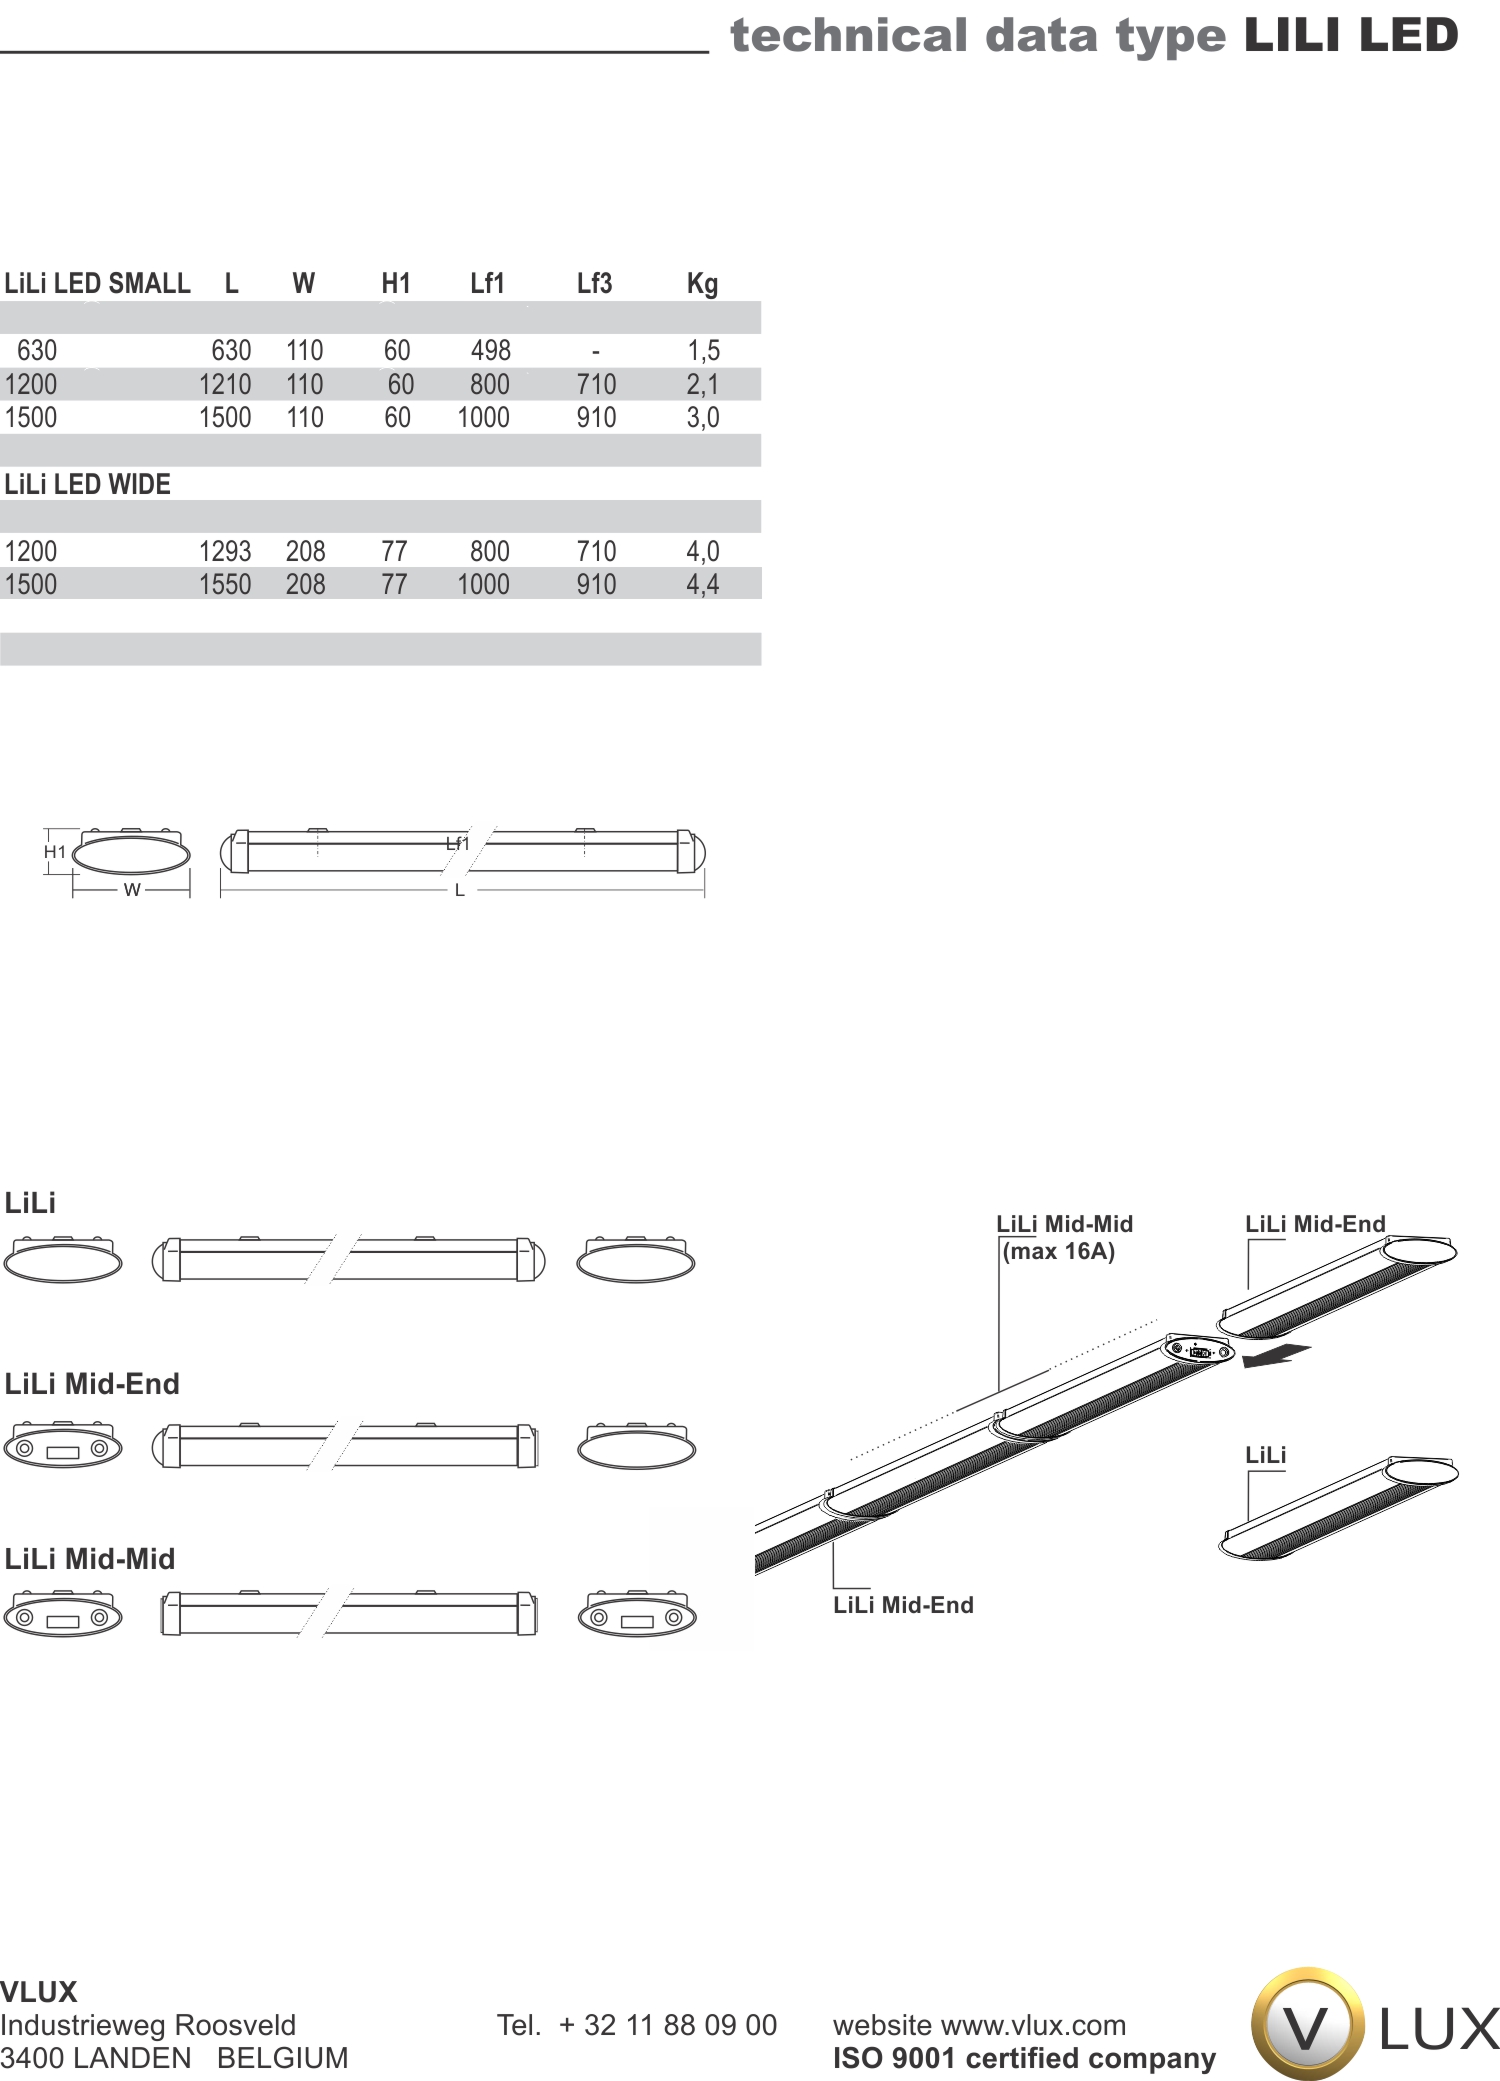 technical data type LILI LED
LiLi LED SMALL L W H1 Lf1 Lf3 Kg
630 630 110 60 498 - 1,5
1200 1210 110 60 800 710 2,1
1500 1500 110 60 1000 910 3,0
LiLi LED WIDE
1200 1293 208 77 800 710 4,0
1500 1550 208 77 1000 910 4,4
H1
W
Lf1
L
LiLi
LiLi Mid-End
LiLi Mid-Mid
LiLi Mid-Mid
(max 16A)
LiLi Mid-End
LiLi
LiLi Mid-End
VLUX
Industrieweg Roosveld
3400 LANDEN BELGIUM
Tel. + 32 11 88 09 00
website www.vlux.com
ISO 9001 certified company
V LUX